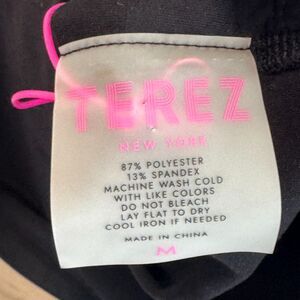 TEREZ
NEW YORK
87% POLYESTER
13% SPANDEX
MACHINE WASH COLD
WITH LIKE COLORS
DO NOT BLEACH
LAY FLAT TO DRY
COOL IRON IF NEEDED
MADE IN CHINA
M